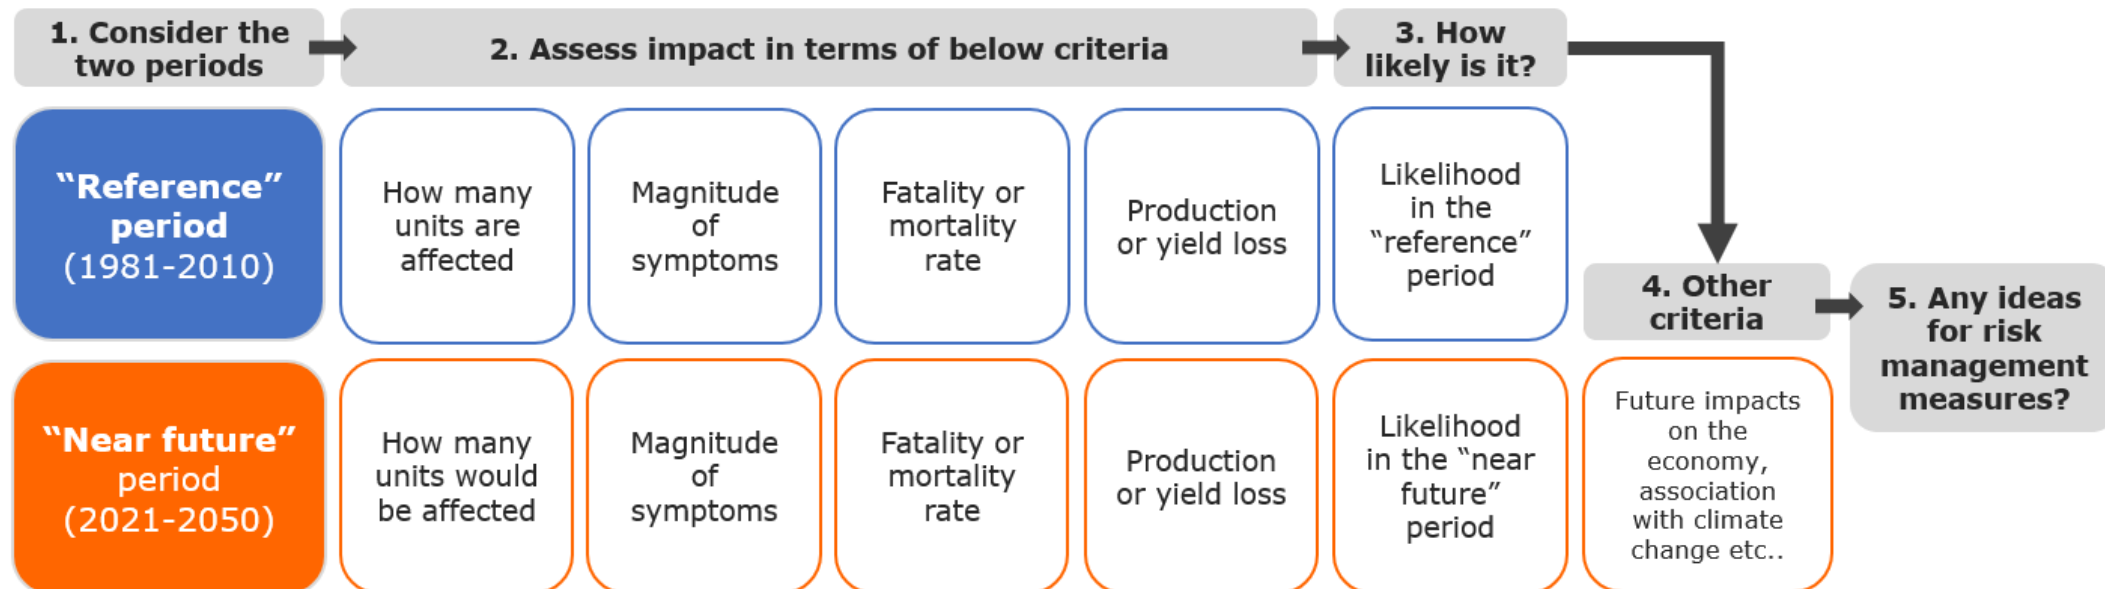 1. Consider the
two periods
2. Assess impact in terms of below criteria
3. How
likely is it?
“Reference”
period
(1981-2010)
How many
units are
affected
Magnitude
of
symptoms
Fatality or
mortality
rate
Production
or yield loss
Likelihood
in the
“reference”
period
4. Other
criteria
5. Any ideas
for risk
management
measures?
“Near future”
period
(2021-2050)
How many
units would
be affected
Magnitude
of
symptoms
Fatality or
mortality
rate
Production
or yield loss
Likelihood
in the “near
future”
period
Future impacts
on the
economy,
association
with climate
change etc..